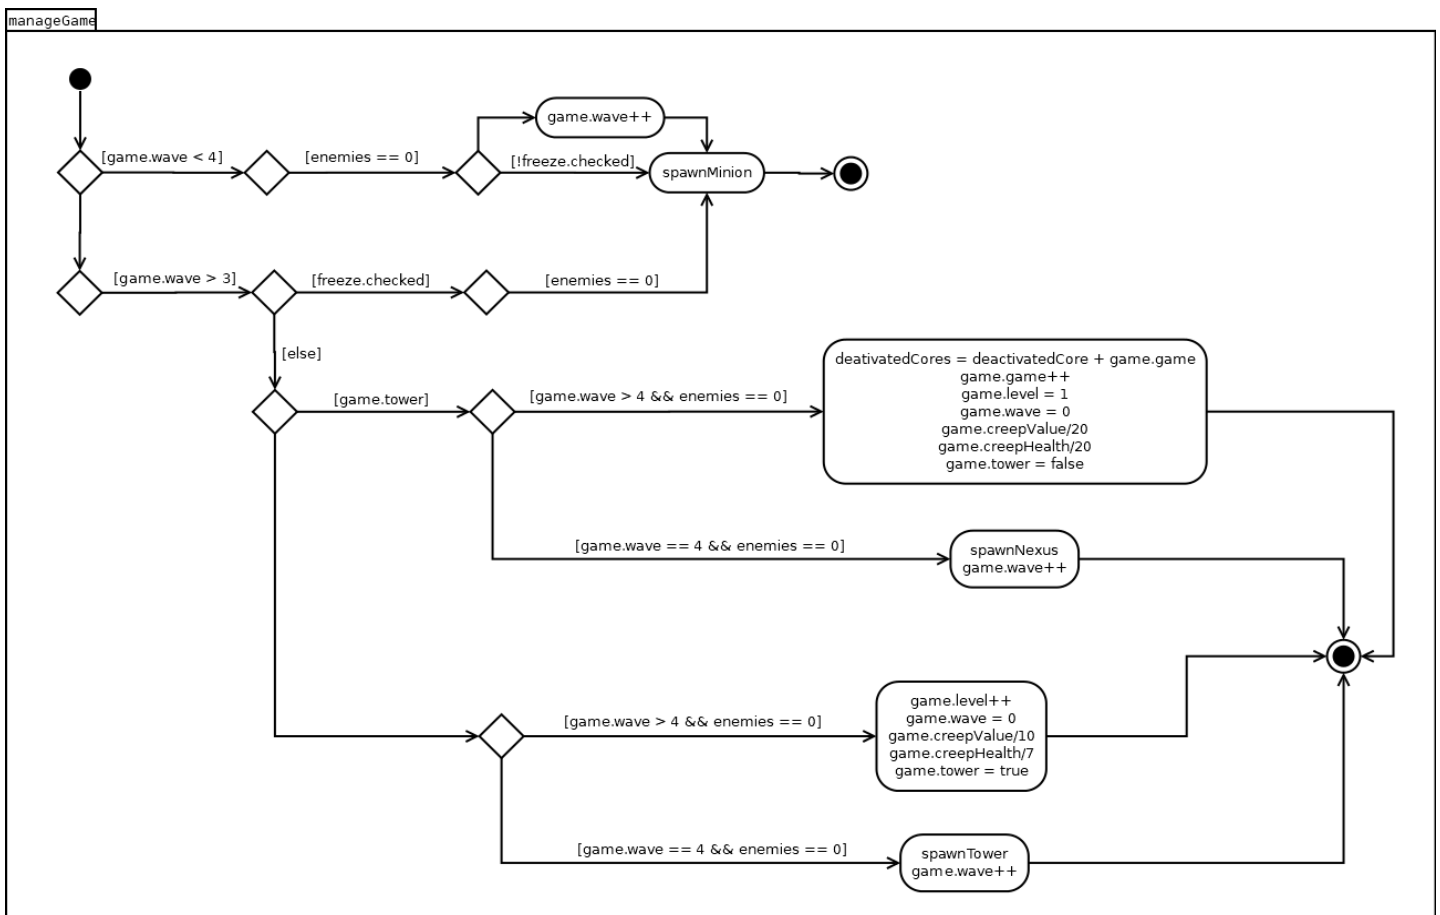 manageGame
game.wave++
[game.wave < 4]
[enemies == 0]
[!freeze.checked]
spawnMinion
[game.wave > 3]
[freeze.checked]
[enemies == 0]
[else]
[game.tower]
[game.wave > 4 && enemies == 0]
deativatedCores = deactivatedCore + game.game
game.game++
game.level = 1
game.wave = 0
game.creepValue/20
game.creepHealth/20
game.tower = false
[game.wave == 4 && enemies == 0]
spawnNexus
game.wave++
[game.wave > 4 && enemies == 0]
game.level++
game.wave = 0
game.creepValue/10
game.creepHealth/7
game.tower = true
[game.wave == 4 && enemies == 0]
spawnTower
game.wave++